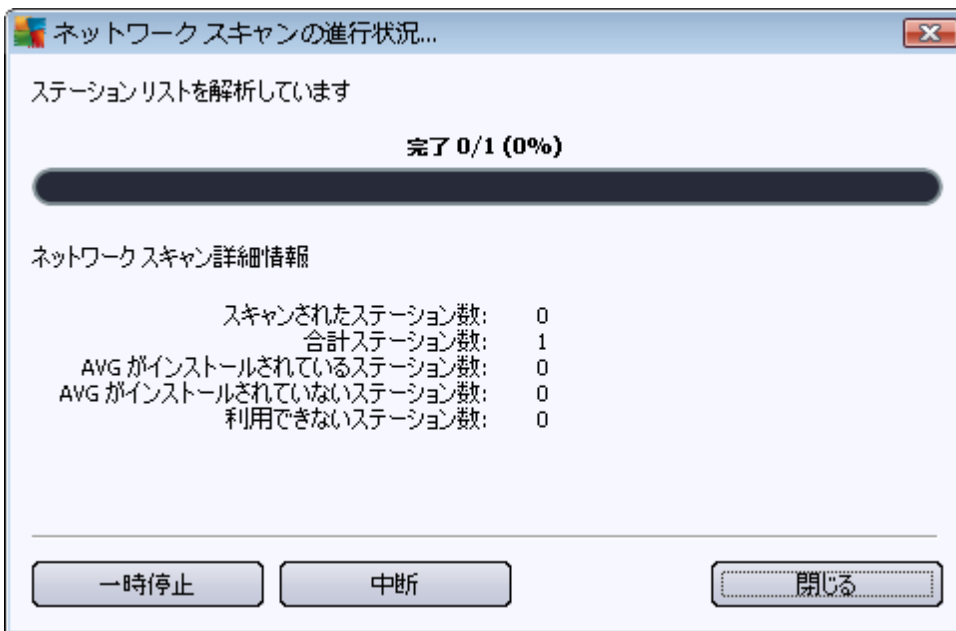 ネットワーク スキャンの進行状況...
ステーション リストを解析しています
完了 0/1 (0%)
ネットワーク スキャン詳細情報
スキャンされたステーション数: 0
合計ステーション数: 1
AVG がインストールされているステーション数: 0
AVG がインストールされていないステーション数: 0
利用できないステーション数: 0
一時停止 中断 閉じる